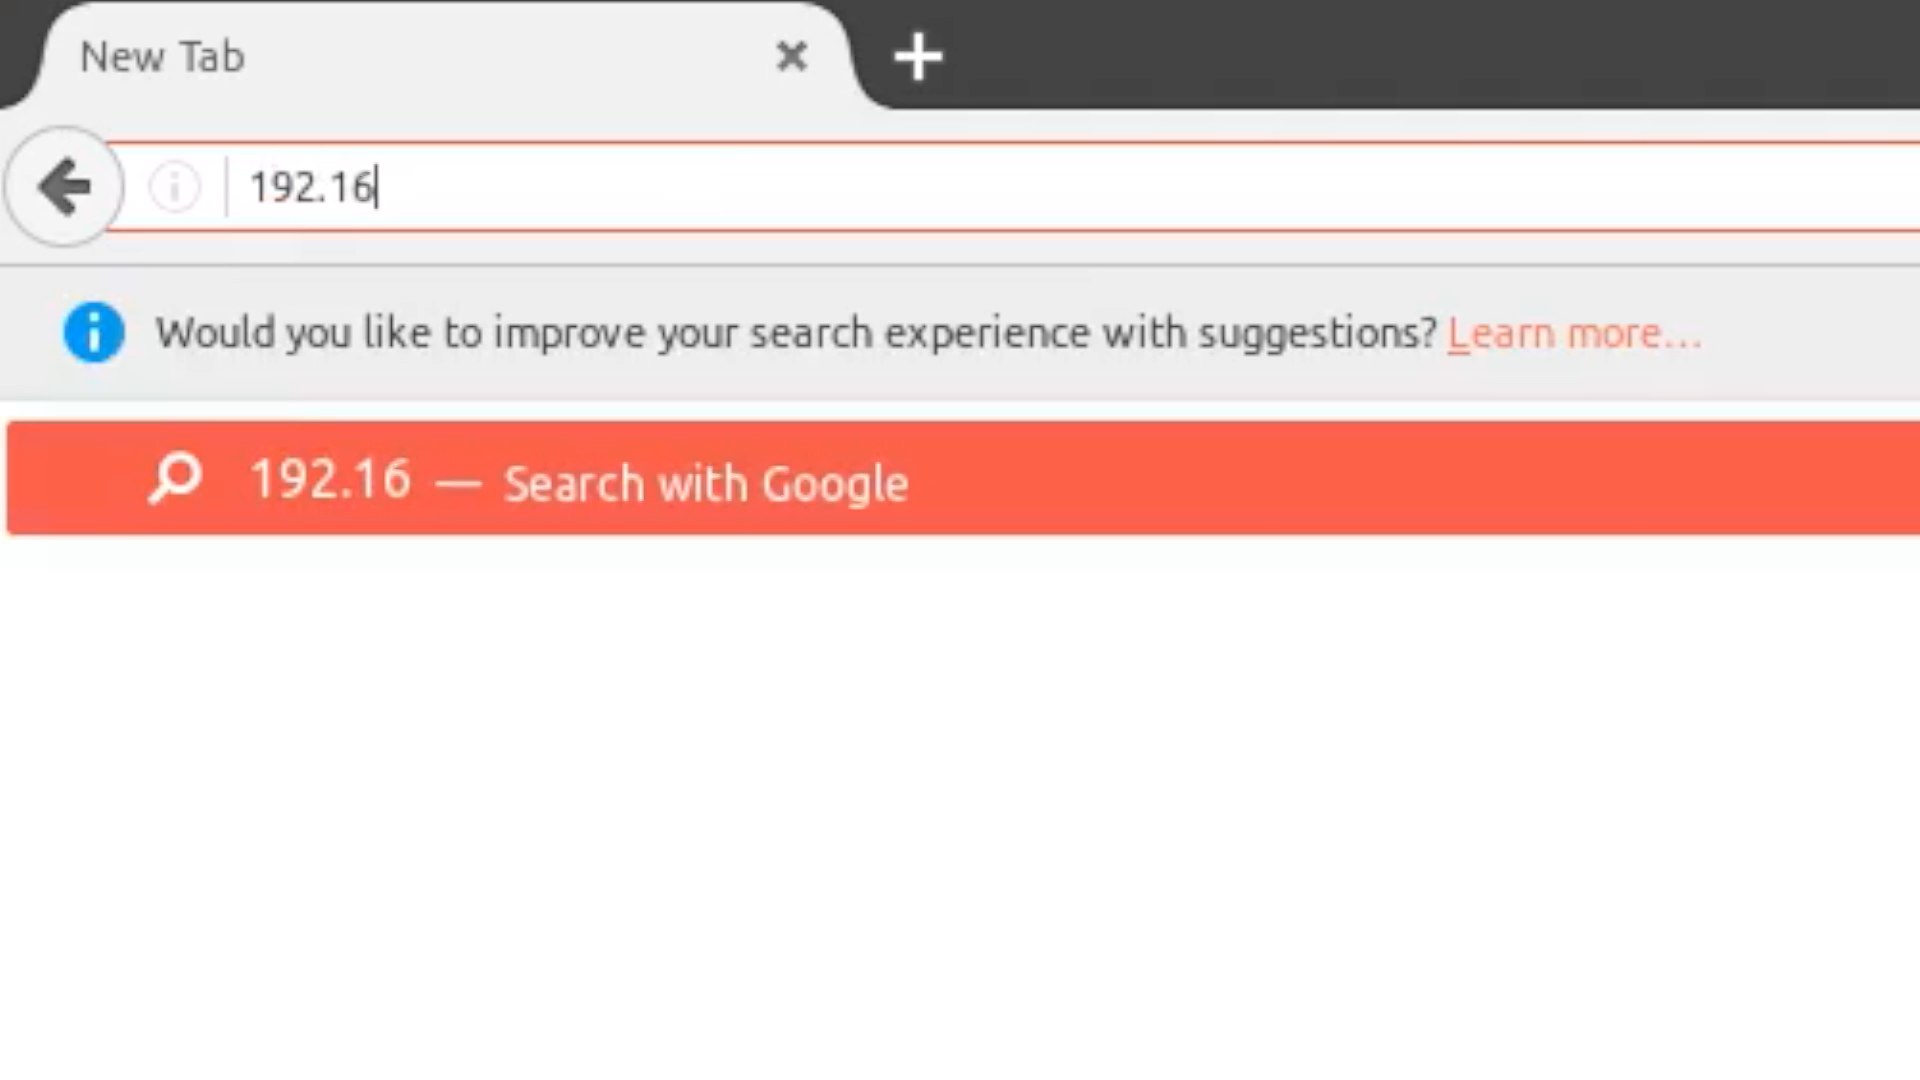 New Tab
192.16
Would you like to improve your search experience with suggestions? Learn more...
192.16 — Search with Google